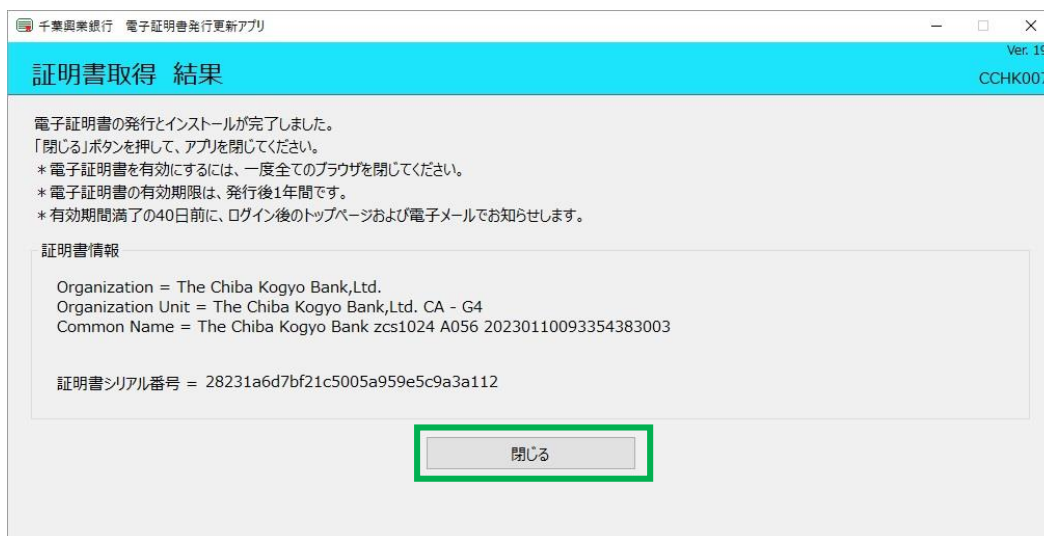 千葉興業銀行　電子証明書発行更新アプリ
Ver. 19
証明書取得 結果
CCHK007
電子証明書の発行とインストールが完了しました。
「閉じる」ボタンを押して、アプリを閉じてください。
＊電子証明書を有効にするには、一度全てのブラウザを閉じてください。
＊電子証明書の有効期限は、発行後1年間です。
＊有効期間満了の40日前に、ログイン後のトップページおよび電子メールでお知らせします。
証明書情報
Organization = The Chiba Kogyo Bank,Ltd.
Organization Unit = The Chiba Kogyo Bank,Ltd. CA - G4
Common Name = The Chiba Kogyo Bank zcs1024 A056 20230110093354383003
証明書シリアル番号 = 28231a6d7bf21c5005a959e5c9a3a112
閉じる